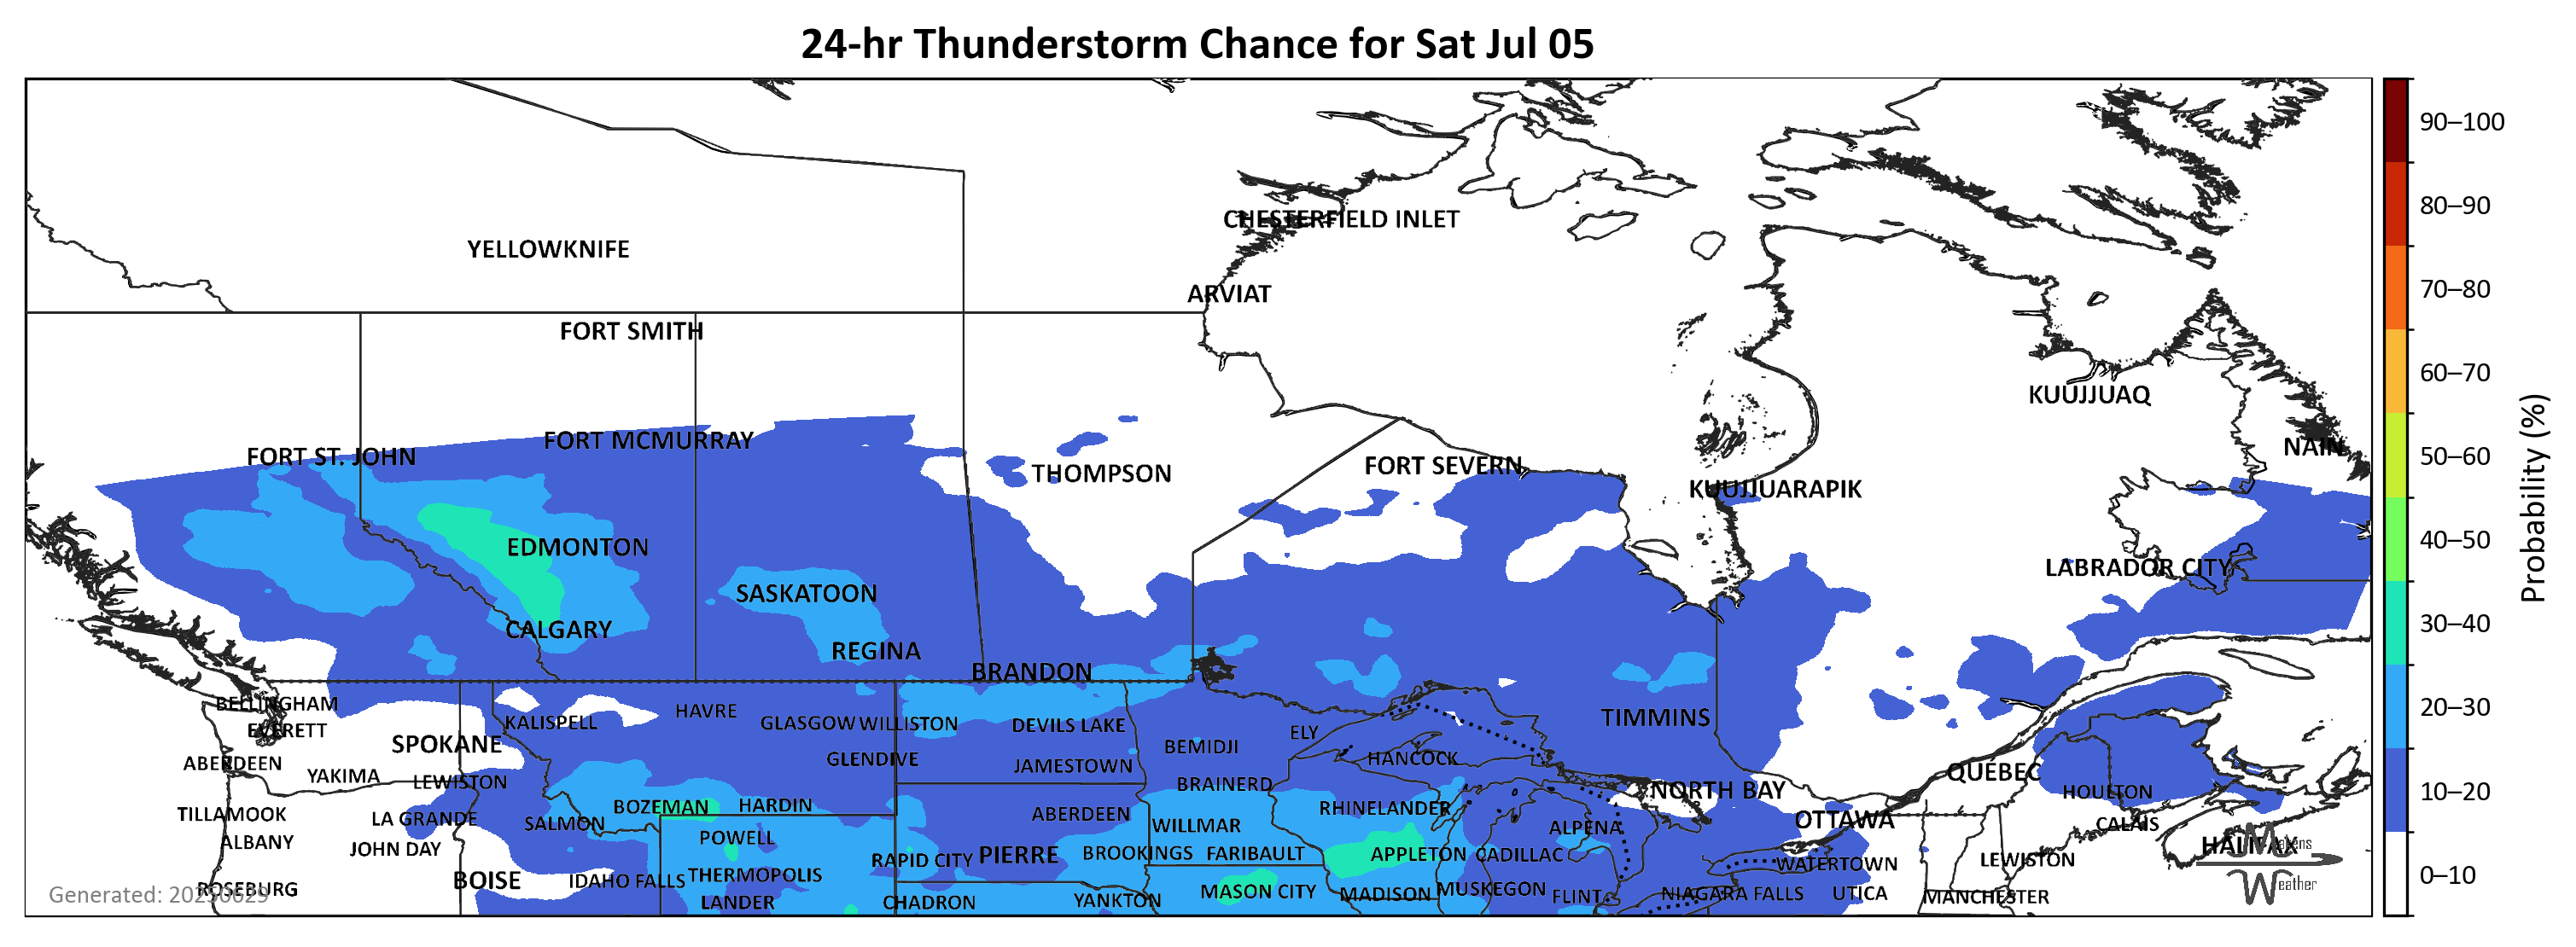 24-hr Thunderstorm Chance for Sat Jul 05
90–100
80–90
70–80
60–70
50–60
40–50
30–40
20–30
10–20
0–10
Probability (%)
CHESTERFIELD INLET
YELLOWKNIFE
ARVIAT
FORT SMITH
KUUJJUAQ
FORT MCMURRAY
NAIN
FORT ST. JOHN
FORT SEVERN
THOMPSON
KUUJJUARAPIK
EDMONTON
LABRADOR CITY
SASKATOON
CALGARY
REGINA
BRANDON
BELLINGHAM
HAVRE
TIMMINS
KALISPELL
GLASGOW
WILLISTON
DEVILS LAKE
EVERETT
ELY
SPOKANE
BEMIDJI
GLENDIVE
HANCOCK
ABERDEEN
JAMESTOWN
QUÉBEC
YAKIMA
LEWISTON
BRAINERD
NORTH BAY
HOULTON
BOZEMAN
HARDIN
RHINELANDER
TILLAMOOK
LA GRANDE
ABERDEEN
OTTAWA
SALMON
WILLMAR
ALPENA
CALAIS
POWELL
ALBANY
JOHN DAY
HALIFAX
BROOKINGS
FARIBAULT
APPLETON
CADILLAC
PIERRE
RAPID CITY
WATERTOWN
LEWISTON
THERMOPOLIS
BOISE
IDAHO FALLS
ROSEBURG
MASON CITY
MADISON
MUSKEGON
NIAGARA FALLS
UTICA
FLINT
MANCHESTER
LANDER
CHADRON
YANKTON
Weather